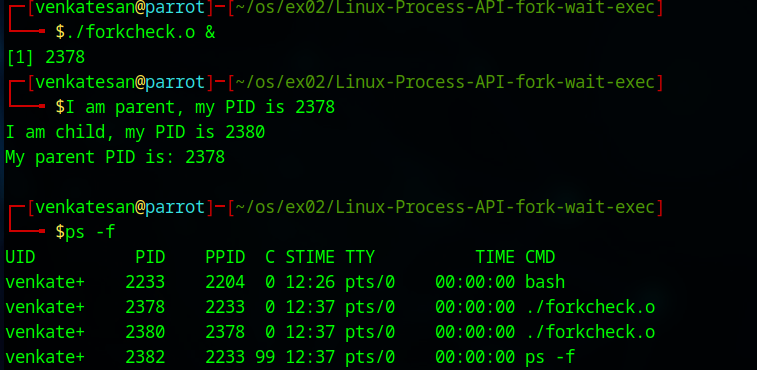 ┌─[venkatesan@parrot]─[~/os/ex02/Linux-Process-API-fork-wait-exec]
└──╼ $./forkcheck.o &
[1] 2378
┌─[venkatesan@parrot]─[~/os/ex02/Linux-Process-API-fork-wait-exec]
└──╼ $I am parent, my PID is 2378
I am child, my PID is 2380
My parent PID is: 2378
┌─[venkatesan@parrot]─[~/os/ex02/Linux-Process-API-fork-wait-exec]
└──╼ $ps -f
UID          PID    PPID  C STIME TTY          TIME CMD
venkate+    2233    2204  0 12:26 pts/0    00:00:00 bash
venkate+    2378    2233  0 12:37 pts/0    00:00:00 ./forkcheck.o
venkate+    2380    2378  0 12:37 pts/0    00:00:00 ./forkcheck.o
venkate+    2382    2233 99 12:37 pts/0    00:00:00 ps -f